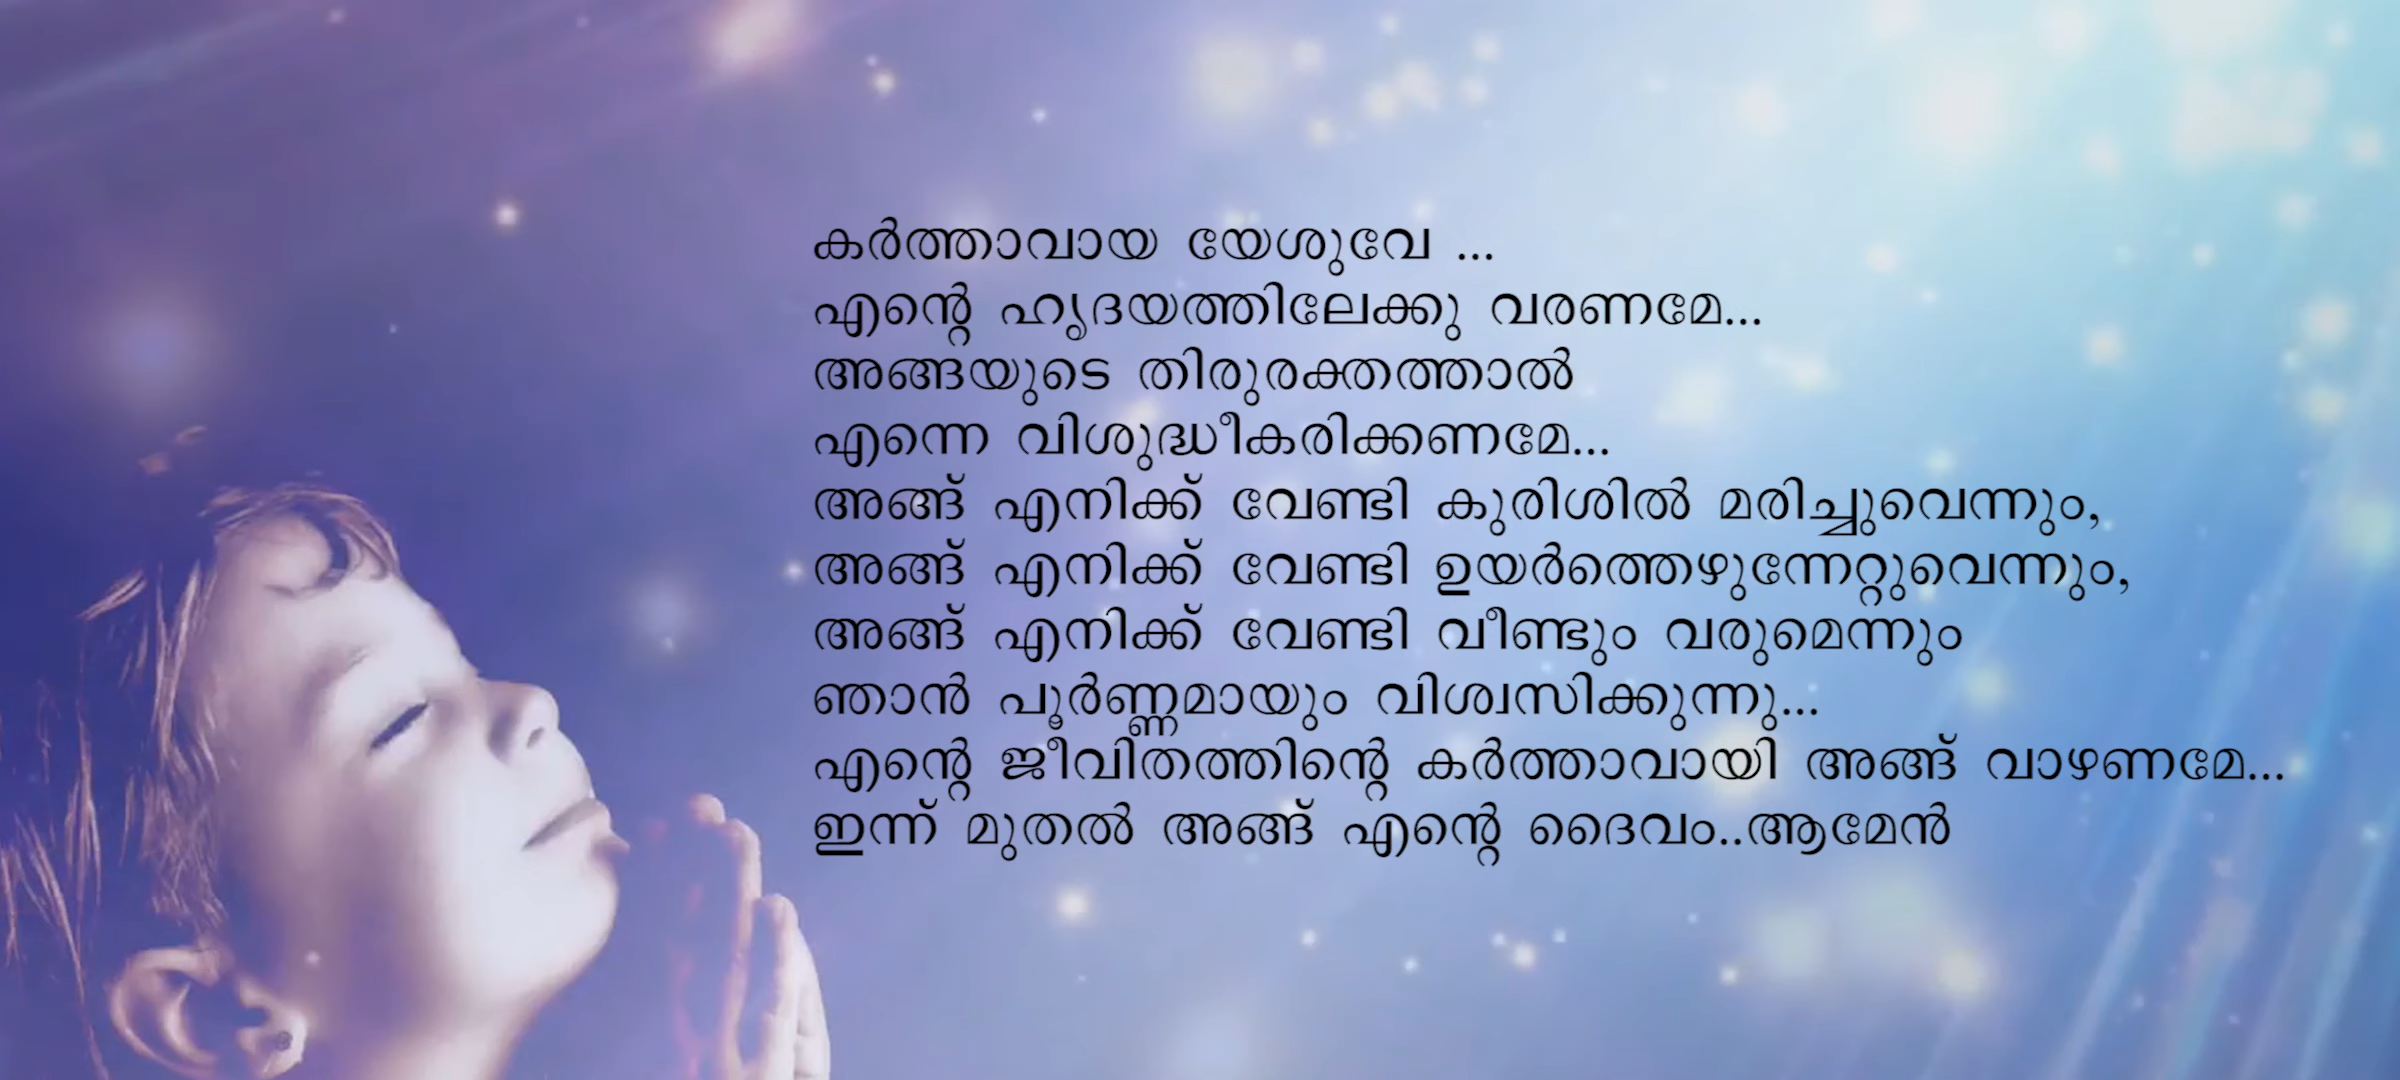 കർത്താവായ യേശുവേ ...
എന്റെ ഹൃദയത്തിലേക്കു വരണമേ...
അങ്ങയുടെ തിരുരക്തത്താൽ
എന്നെ വിശുദ്ധീകരിക്കണമേ...
അങ്ങ് എനിക്ക് വേണ്ടി കുരിശിൽ മരിച്ചുവെന്നും,
അങ്ങ് എനിക്ക് വേണ്ടി ഉയർത്തെഴുന്നേറ്റുവെന്നും,
അങ്ങ് എനിക്ക് വേണ്ടി വീണ്ടും വരുമെന്നും
ഞാൻ പൂർണ്ണമായും വിശ്വസിക്കുന്നു...
എന്റെ ജീവിതത്തിന്റെ കർത്താവായി അങ്ങ് വാഴണമേ...
ഇന്ന് മുതൽ അങ്ങ് എന്റെ ദൈവം..ആമേൻ